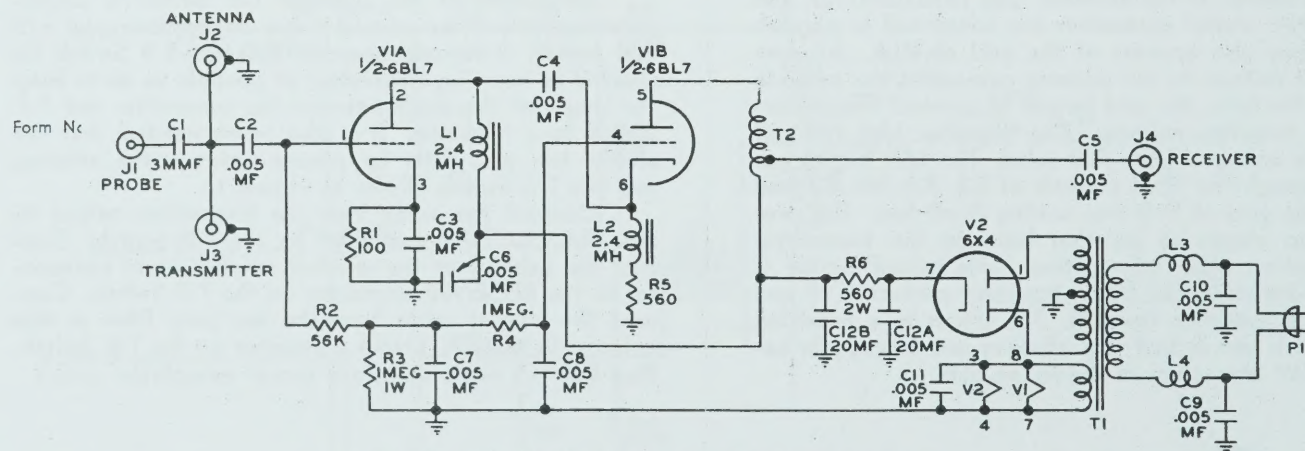 ANTENNA
J2
V1A
1/2-6BL7
V1B
1/2-6BL7
C4
.005
MF
2
5
T2
Form No
C1
3MMF
C2
.005
MF
1
L1
2.4
MH
4
C5
.005
MF
J4
RECEIVER
J1
PROBE
3
6
R1
100
C3
.005
MF
L2
2.4
MH
V2
6X4
J3
TRANSMITTER
C6
.005
MF
R6
560
2W
7
1
L3
R5
560
C10
.005
MF
R2
56K
1MEG.
R4
C12B
20MF
C12A
20MF
6
P1
R3
1MEG
1W
C7
.005
MF
C8
.005
MF
C11
.005
MF
3
8
V2
V1
4
7
T1
L4
C9
.005
MF